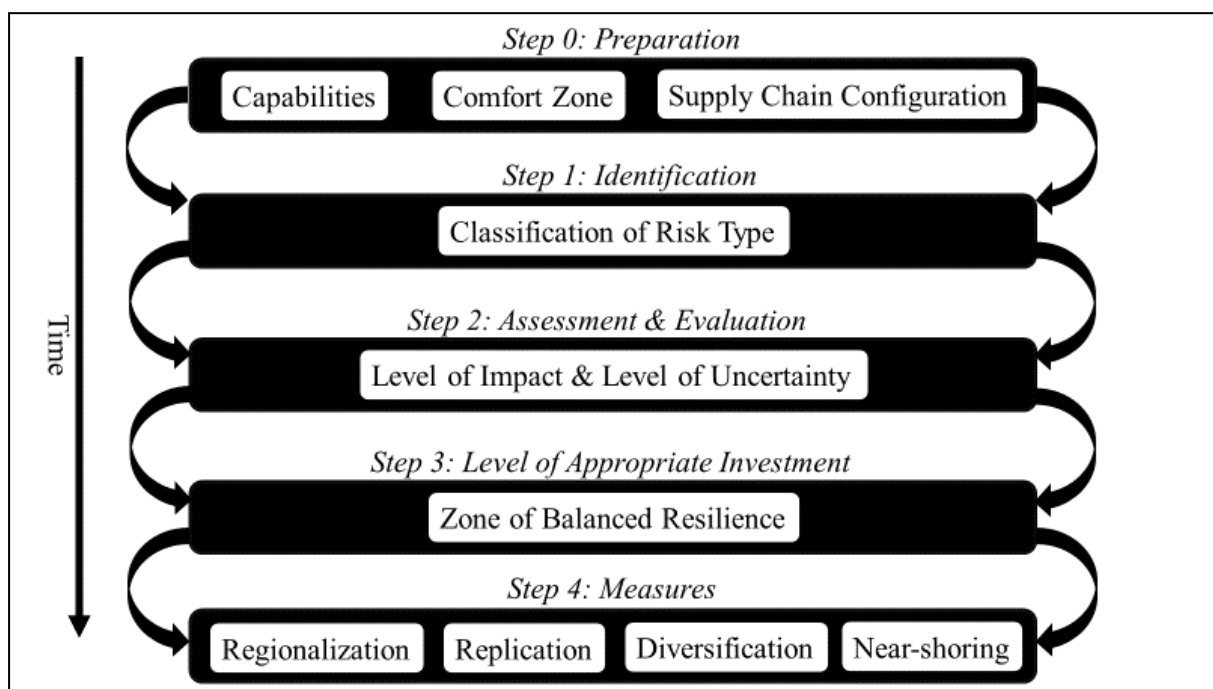 Step 0: Preparation
Capabilities
Comfort Zone
Supply Chain Configuration
Step 1: Identification
Classification of Risk Type
Step 2: Assessment & Evaluation
Level of Impact & Level of Uncertainty
Time
Step 3: Level of Appropriate Investment
Zone of Balanced Resilience
Step 4: Measures
Regionalization
Replication
Diversification
Near-shoring